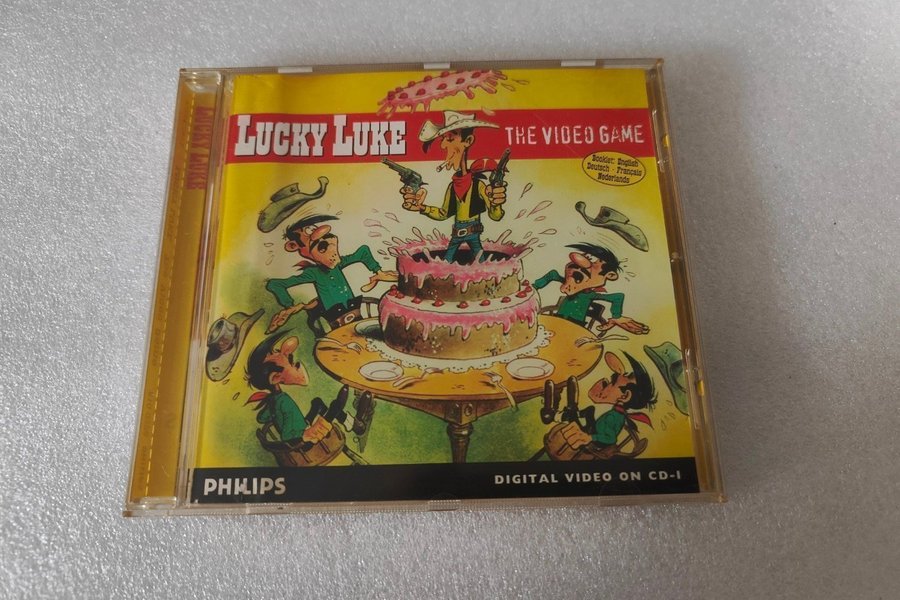 LUCKY LUKE
LUCKY LUKE
THE VIDEO GAME
Booklet: English
Deutsch - Français
Nederlands
PHILIPS
DIGITAL VIDEO ON CD-I